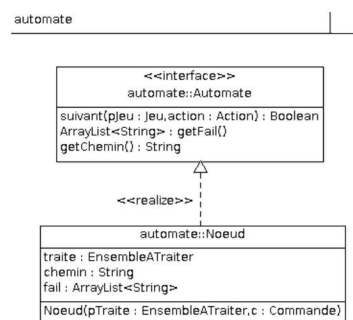 automate
<<interface>>
automate::Automate
suivant(pJeu : Jeu,action : Action) : Boolean
ArrayList<String> : getFail()
getChemin() : String
<<realize>>
automate::Noeud
traite : EnsembleATraiter
chemin : String
fail : ArrayList<String>
Noeud(pTraite : EnsembleATraiter,c : Commande)